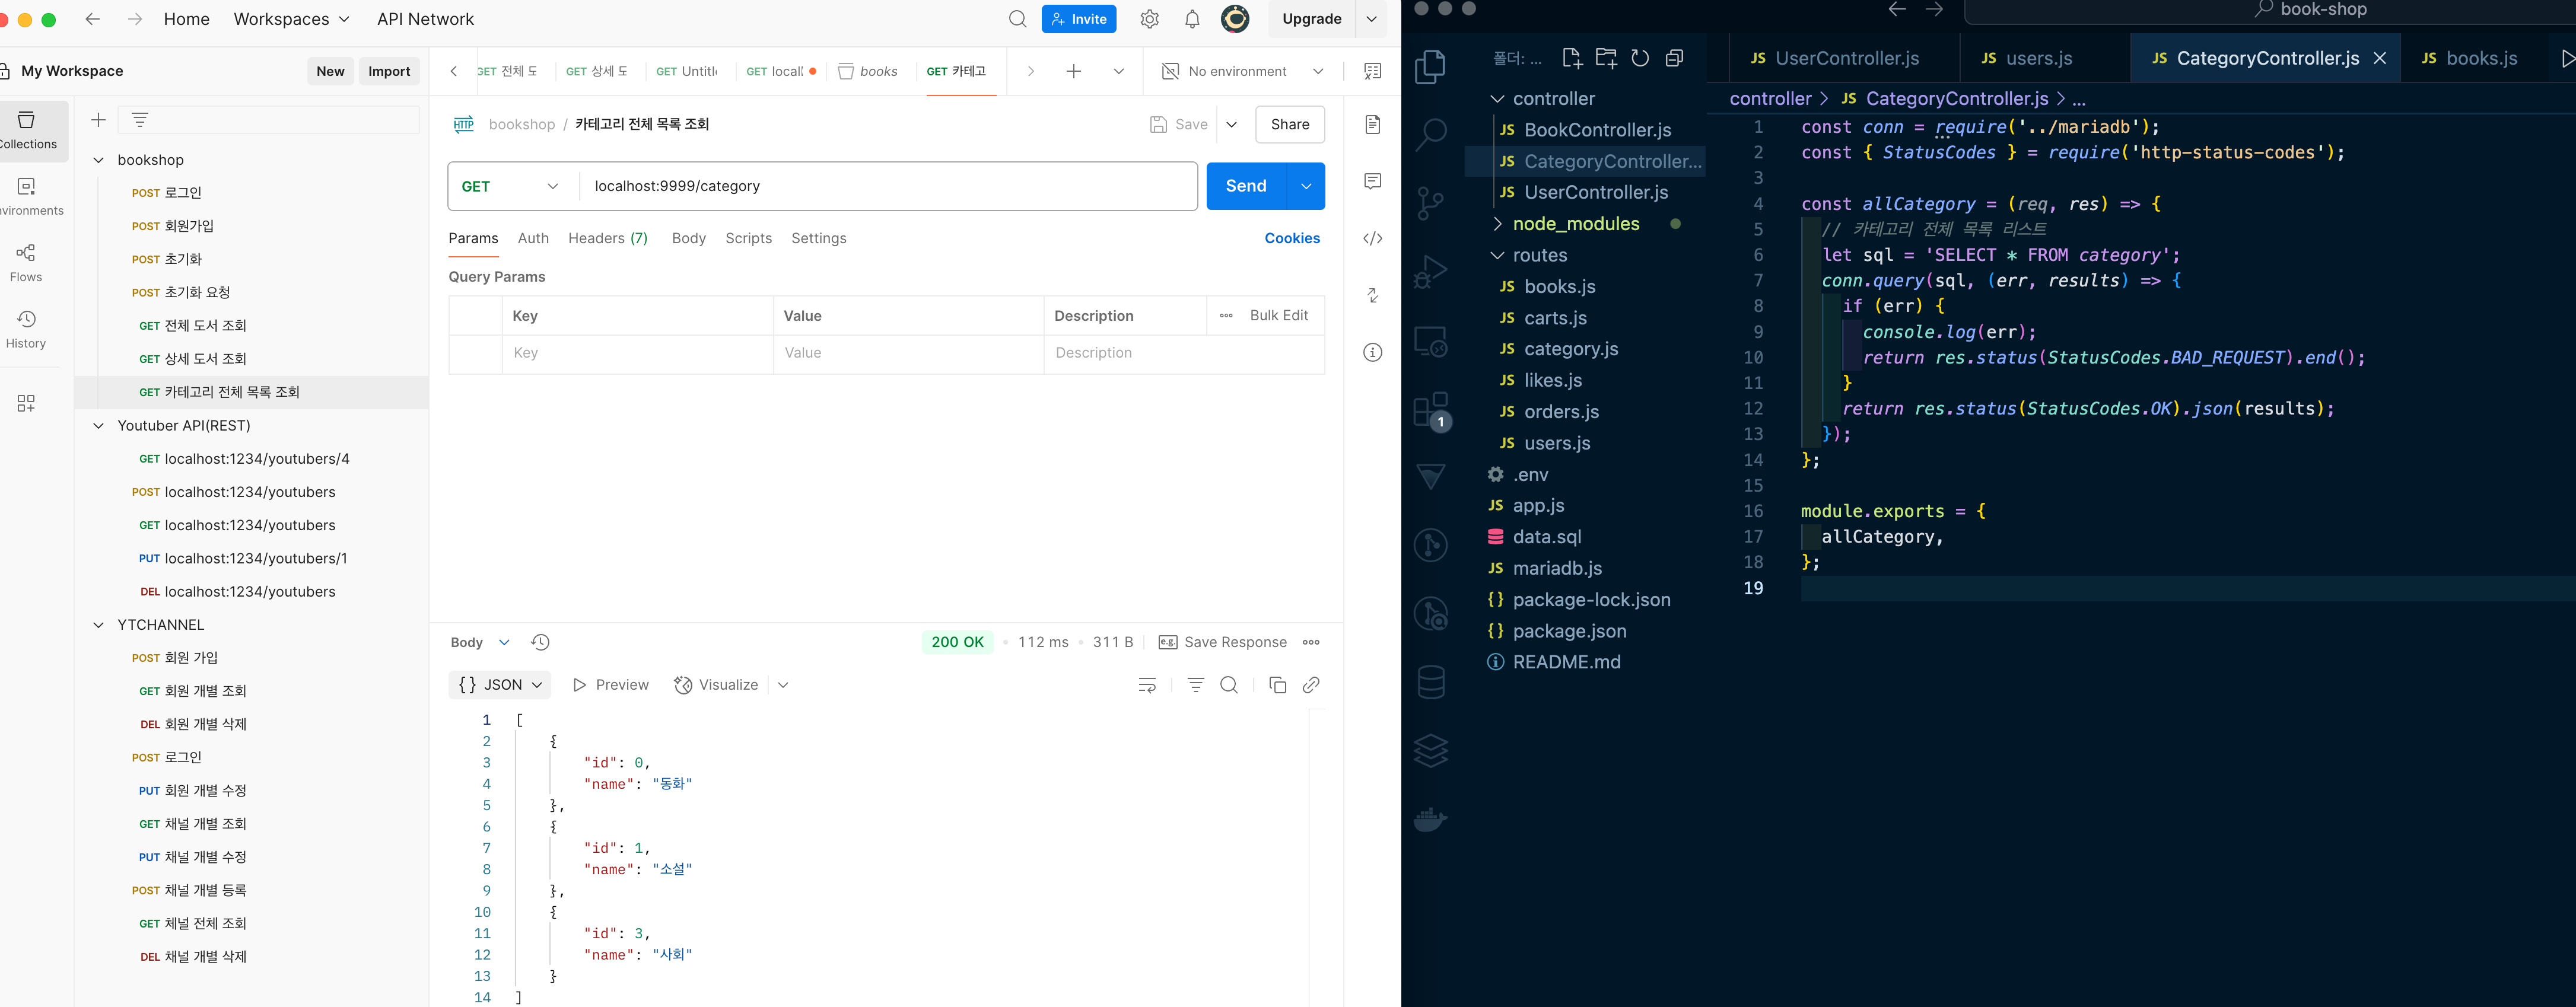 Home
Workspaces
API Network
Invite
Upgrade
My Workspace
New
Import
GET 전체 도
GET 상세 도
GET
GET
books
GET 카테고
No environment
Collections
bookshop
POST 로그인
POST 회원가입
POST 초기화
POST 초기화 요청
GET 전체 도서 조회
GET 상세 도서 조회
GET 카테고리 전체 목록 조회
Youtuber API(REST)
GET localhost:1234/youtubers/4
POST localhost:1234/youtubers
GET localhost:1234/youtubers
PUT localhost:1234/youtubers/1
DEL localhost:1234/youtubers
YTCHANNEL
POST 회원 가입
GET 회원 개별 조회
DEL 회원 개별 삭제
POST 로그인
PUT 회원 개별 수정
GET 채널 개별 조회
PUT 채널 개별 수정
POST 채널 개별 등록
GET 체널 전체 조회
DEL 채널 개별 삭제
vironments
Flows
History
HTTP
bookshop / 카테고리 전체 목록 조회
Save
Share
GET
localhost:9999/category
Send
Params
Auth
Headers (7)
Body
Scripts
Settings
Cookies
Query Params
Key
Value
Description
Bulk Edit
Key
Value
Description
Body
200 OK
112 ms
311 B
e.g.
Save Response
{} JSON
Preview
Visualize
1 [
2 {
3 "id": 0,
4 "name": "동화"
5 },
6 {
7 "id": 1,
8 "name": "소설"
9 },
10 {
11 "id": 3,
12 "name": "사회"
13 }
14 ]
book-shop
폴더: ...
JS UserController.js
JS users.js
JS CategoryController.js
JS books.js
controller
JS BookController.js
JS CategoryController...
JS UserController.js
node_modules
routes
JS books.js
JS carts.js
JS category.js
JS likes.js
JS orders.js
JS users.js
.env
JS app.js
data.sql
JS mariadb.js
{} package-lock.json
{} package.json
README.md
1
controller > JS CategoryController.js > ...
1 const conn = require('../mariadb');
2 const { StatusCodes } = require('http-status-codes');
3
4 const allCategory = (req, res) => {
5 // 카테고리 전체 목록 리스트
6 let sql = 'SELECT * FROM category';
7 conn.query(sql, (err, results) => {
8 if (err) {
9 console.log(err);
10 return res.status(StatusCodes.BAD_REQUEST).end();
11 }
12 return res.status(StatusCodes.OK).json(results);
13 });
14 };
15
16 module.exports = {
17 allCategory,
18 };
19